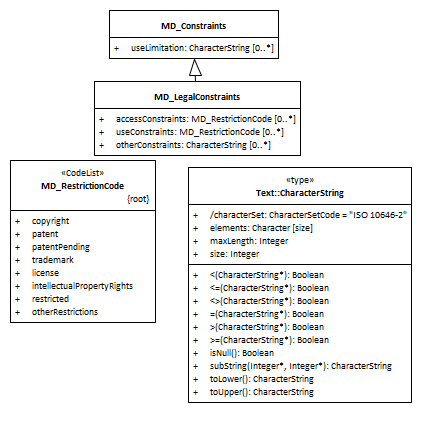 MD_Constraints
+ useLimitation: CharacterString [0..*]
MD_LegalConstraints
+ accessConstraints: MD_RestrictionCode [0..*]
+ useConstraints: MD_RestrictionCode [0..*]
+ otherConstraints: CharacterString [0..*]
«CodeList»
MD_RestrictionCode
{root}
+ copyright
+ patent
+ patentPending
+ trademark
+ license
+ intellectualPropertyRights
+ restricted
+ otherRestrictions
«type»
Text::CharacterString
+ /characterSet: CharacterSetCode = "ISO 10646-2"
+ elements: Character [size]
+ maxLength: Integer
+ size: Integer
+ <(CharacterString*): Boolean
+ <=(CharacterString*): Boolean
+ <>(CharacterString*): Boolean
+ =(CharacterString*): Boolean
+ >(CharacterString*): Boolean
+ >=(CharacterString*): Boolean
+ isNull(): Boolean
+ subString(Integer*, Integer*): CharacterString
+ toLower(): CharacterString
+ toUpper(): CharacterString